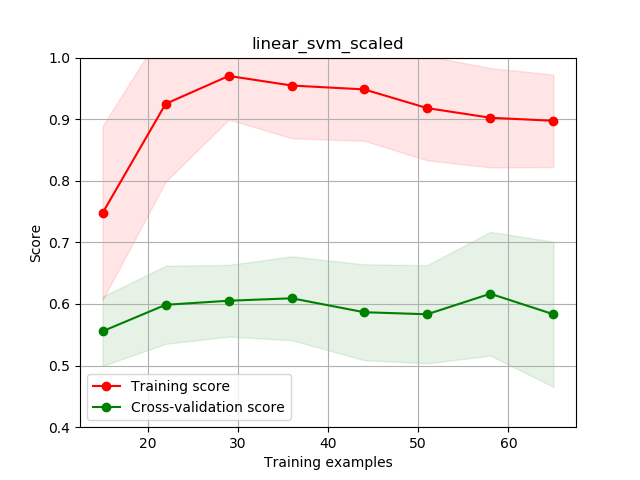 linear_svm_scaled
1.0
0.9
0.8
0.7
0.6
0.5
0.4
Score
Training score
Cross-validation score
20 30 40 50 60
Training examples